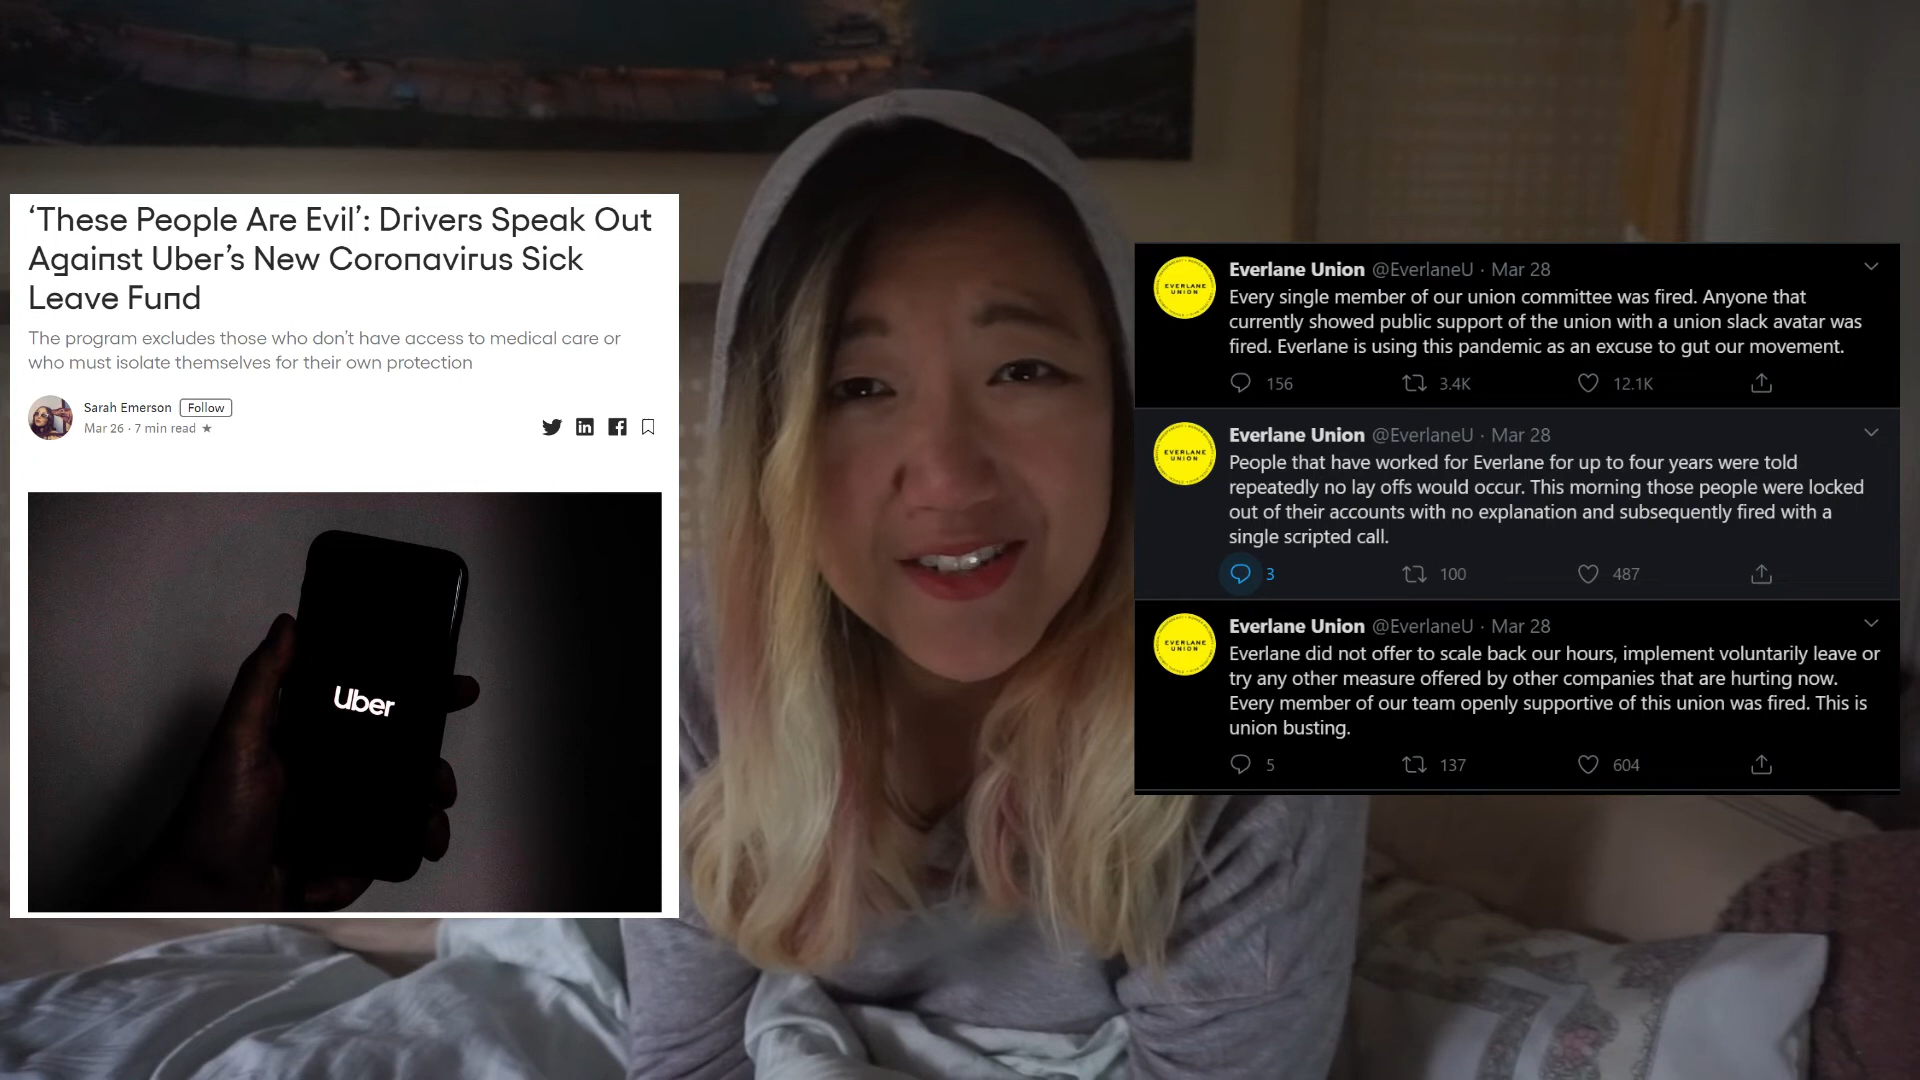 ‘These People Are Evil’: Drivers Speak Out
Against Uber’s New Coronavirus Sick
Leave Fund
The program excludes those who don’t have access to medical care or
who must isolate themselves for their own protection
Sarah Emerson Follow
Mar 26 · 7 min read ★
Uber
Everlane Union @EverlaneU · Mar 28
EVERLANE
UNION
Every single member of our union committee was fired. Anyone that
currently showed public support of the union with a union slack avatar was
fired. Everlane is using this pandemic as an excuse to gut our movement.
156 3.4K 12.1K
Everlane Union @EverlaneU · Mar 28
EVERLANE
UNION
People that have worked for Everlane for up to four years were told
repeatedly no lay offs would occur. This morning those people were locked
out of their accounts with no explanation and subsequently fired with a
single scripted call.
3 100 487
Everlane Union @EverlaneU · Mar 28
EVERLANE
UNION
Everlane did not offer to scale back our hours, implement voluntarily leave or
try any other measure offered by other companies that are hurting now.
Every member of our team openly supportive of this union was fired. This is
union busting.
5 137 604